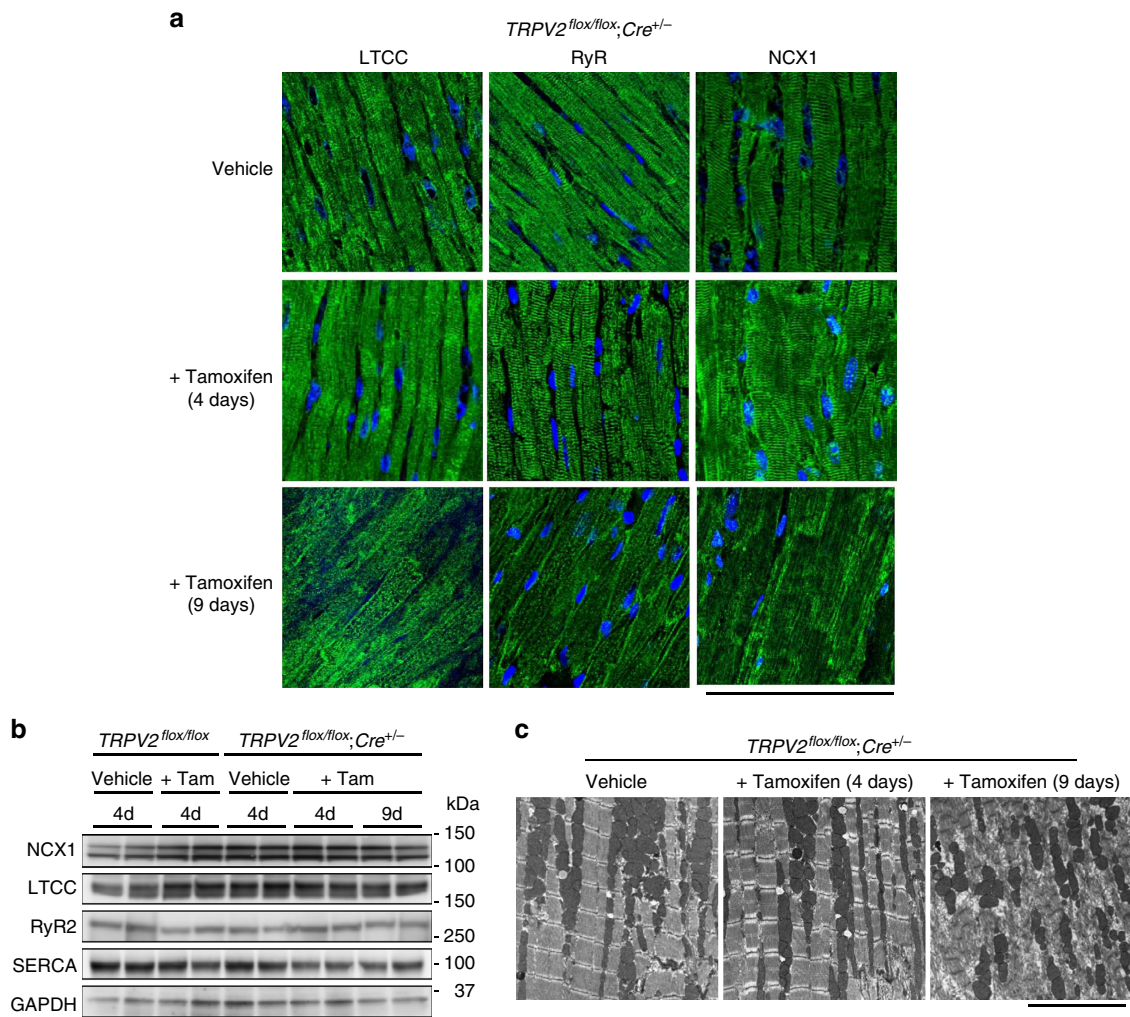 a
TRPV2flox/flox;Cre+/–
LTCC RyR NCX1
Vehicle
+ Tamoxifen
(4 days)
+ Tamoxifen
(9 days)
b
TRPV2flox/flox TRPV2flox/flox;Cre+/–
Vehicle + Tam Vehicle + Tam
4d 4d 4d 4d 9d kDa
NCX1
- 150
- 100
LTCC
- 150
RyR2
- 250
SERCA
- 100
- 37
GAPDH
c
TRPV2flox/flox;Cre+/–
Vehicle + Tamoxifen (4 days) + Tamoxifen (9 days)